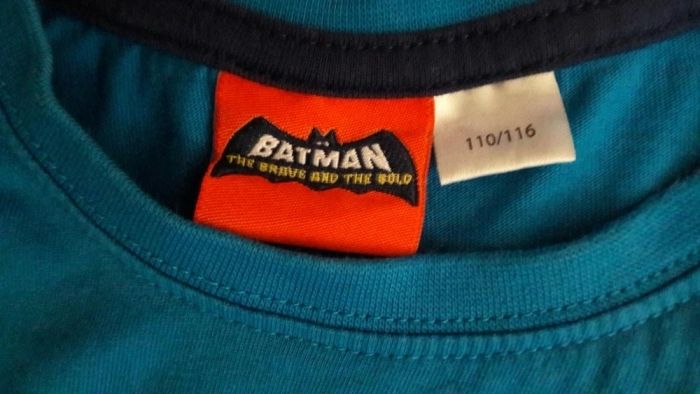 BATMAN
THE BRAVE AND THE BOLD
110/116